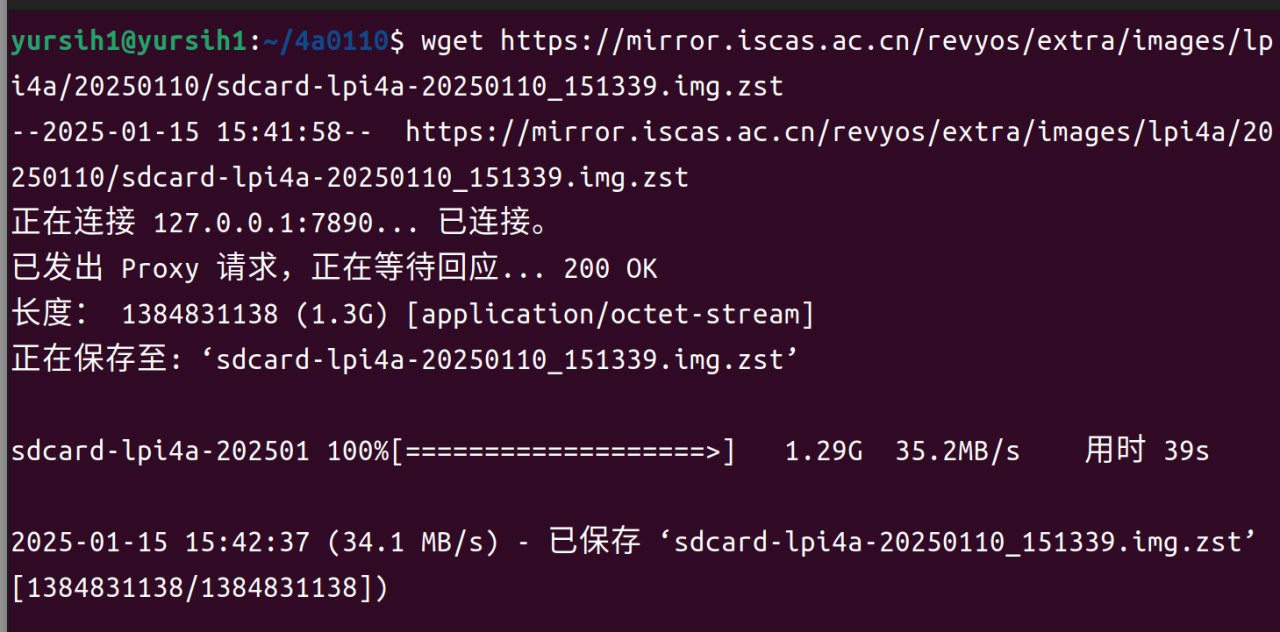 yursih1@yursih1:~/4a0110$ wget https://mirror.iscas.ac.cn/revyos/extra/images/lp
i4a/20250110/sdcard-lpi4a-20250110_151339.img.zst
--2025-01-15 15:41:58--  https://mirror.iscas.ac.cn/revyos/extra/images/lpi4a/20
250110/sdcard-lpi4a-20250110_151339.img.zst
正在连接 127.0.0.1:7890... 已连接。
已发出 Proxy 请求，正在等待回应... 200 OK
长度： 1384831138 (1.3G) [application/octet-stream]
正在保存至: ‘sdcard-lpi4a-20250110_151339.img.zst’
sdcard-lpi4a-202501 100%[===================>]   1.29G  35.2MB/s    用时 39s
2025-01-15 15:42:37 (34.1 MB/s) - 已保存 ‘sdcard-lpi4a-20250110_151339.img.zst’
[1384831138/1384831138])